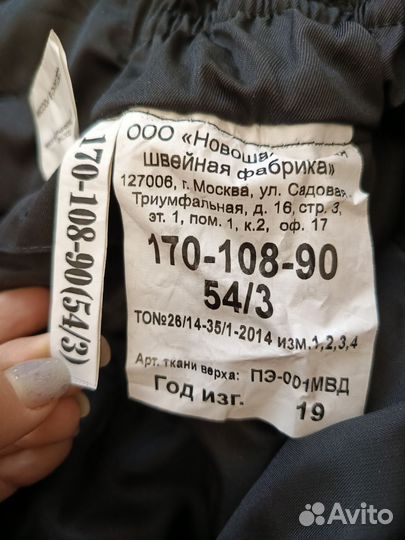 ООО «Новоша
швейная фабрика»
127006, г. Москва, ул. Садовая
Триумфальная, д. 16, стр. 3,
эт. 1, пом. 1, к.2, оф. 17
170-108-90
54/3
ТО№26/14-35/1-2014 изм.1,2,3,4
Арт. ткани верха: ПЭ-001МВД
Год изг. 19
170-108-90(54/3)
Avito